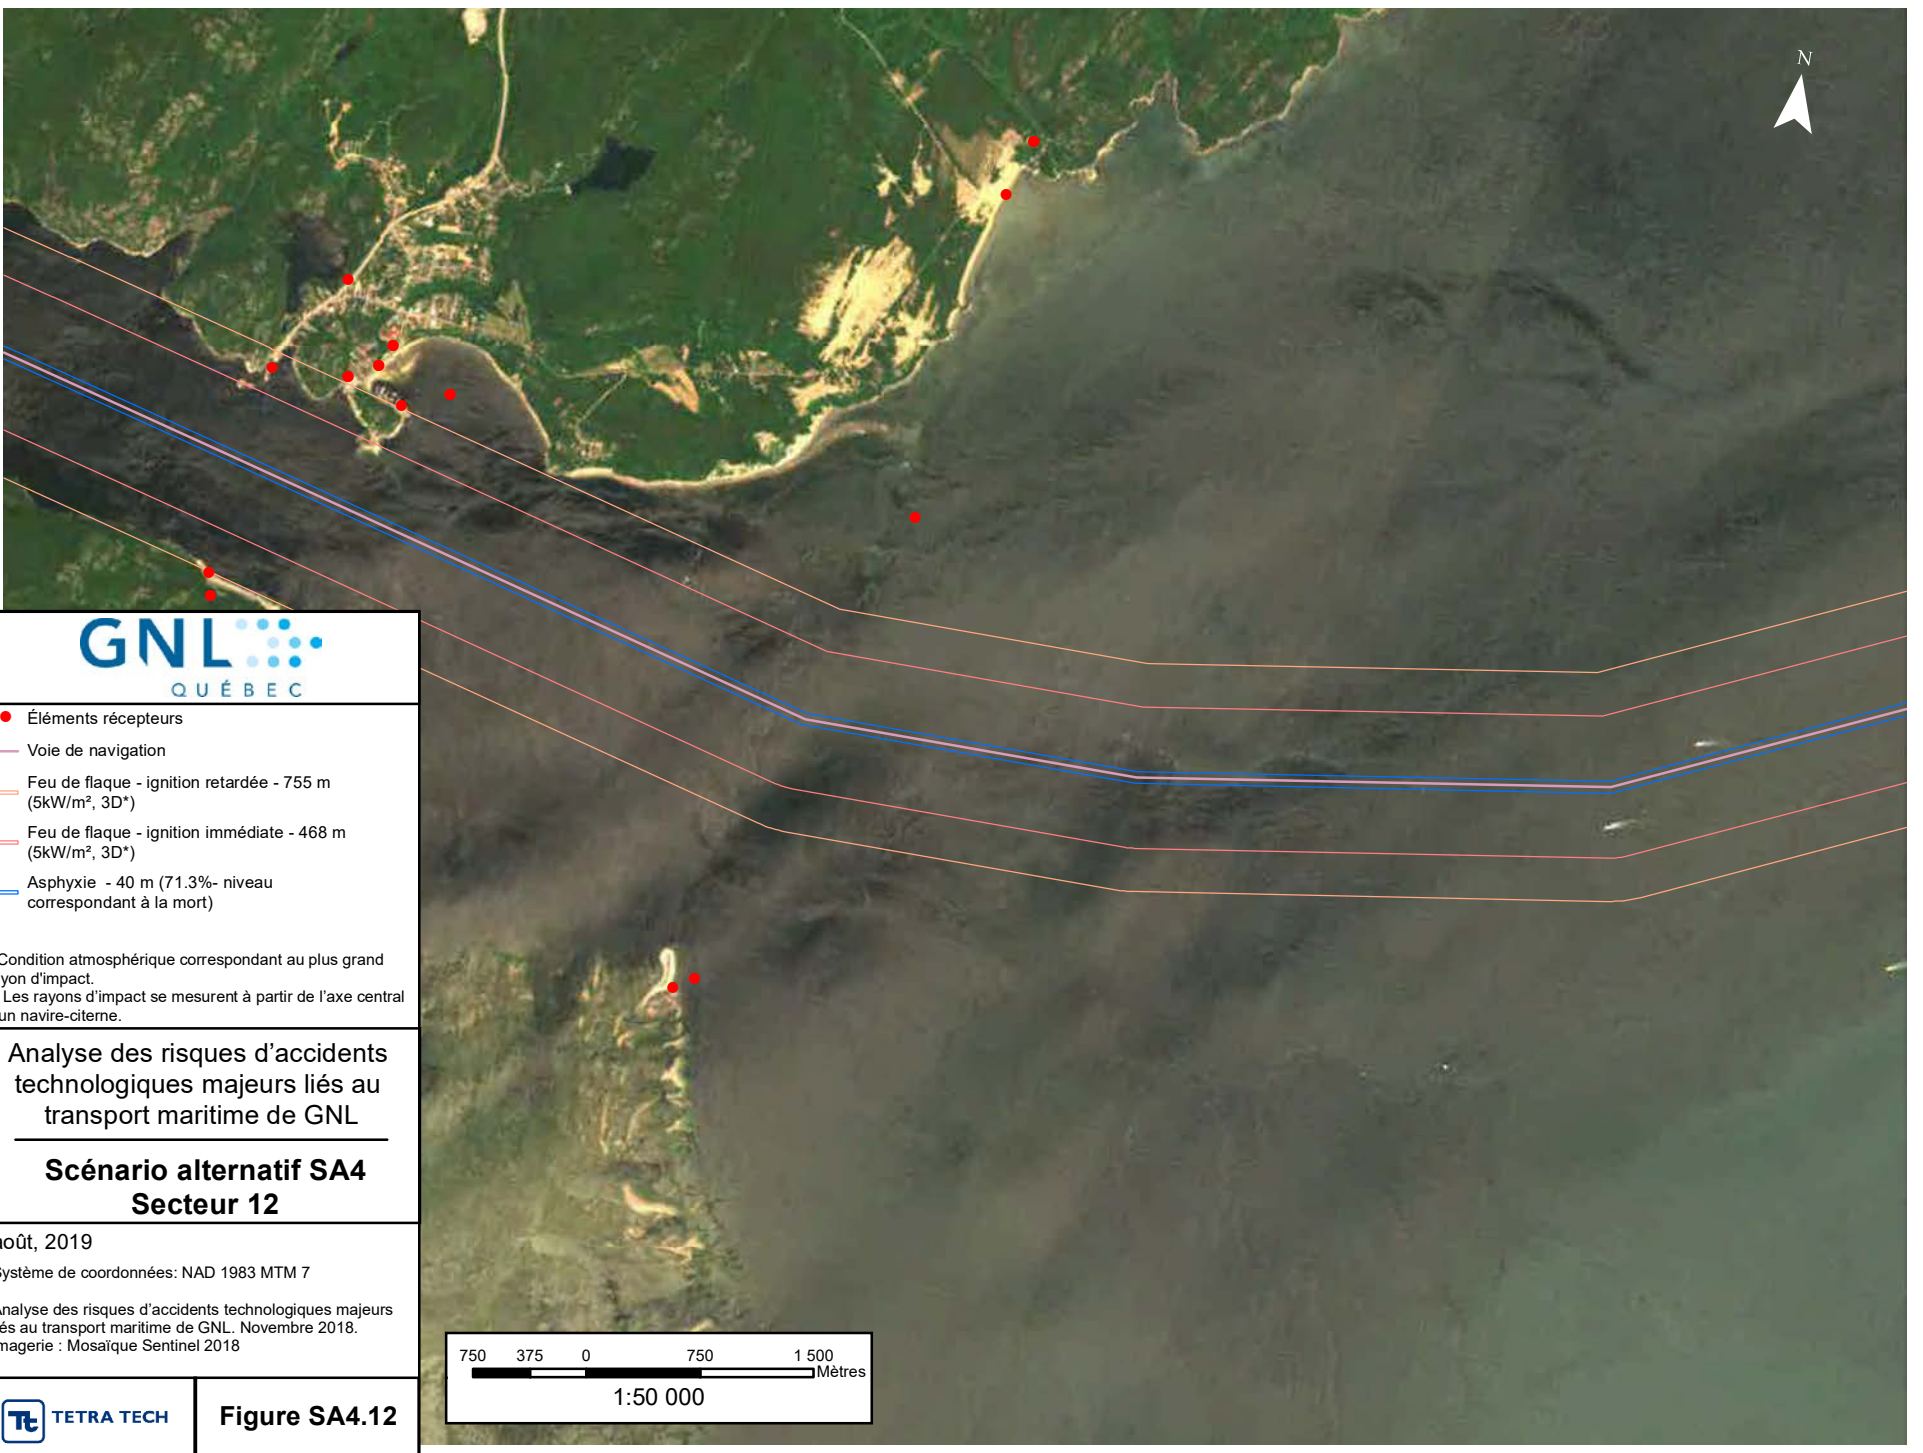 N
GNL
QUÉBEC
Éléments récepteurs
Voie de navigation
Feu de flaque - ignition retardée - 755 m
(5kW/m², 3D*)
Feu de flaque - ignition immédiate - 468 m
(5kW/m², 3D*)
Asphyxie - 40 m (71.3%- niveau
correspondant à la mort)
Condition atmosphérique correspondant au plus grand
yon d'impact.
Les rayons d'impact se mesurent à partir de l'axe central
un navire-citerne.
Analyse des risques d'accidents
technologiques majeurs liés au
transport maritime de GNL
Scénario alternatif SA4
Secteur 12
août, 2019
Système de coordonnées: NAD 1983 MTM 7
Analyse des risques d'accidents technologiques majeurs
és au transport maritime de GNL. Novembre 2018.
magerie : Mosaïque Sentinel 2018
TETRA TECH
Figure SA4.12
750 375 0 750 1 500
Mètres
1:50 000